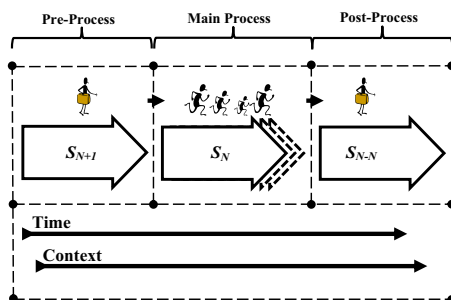 Pre-Process Main Process Post-Process
S_{N+1} S_N S_{N-N}
Time
Context